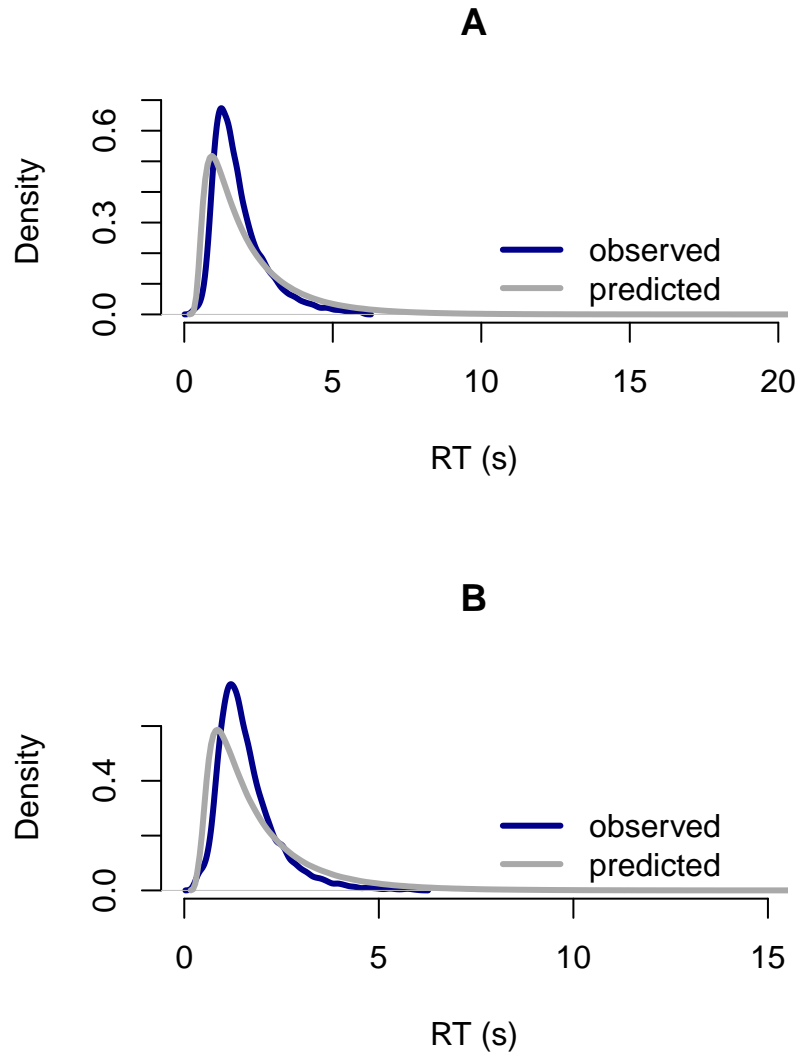 A
Density
0.6
0.3
0.0
observed
predicted
0 5 10 15 20
RT (s)
B
Density
0.4
0.0
observed
predicted
0 5 10 15
RT (s)